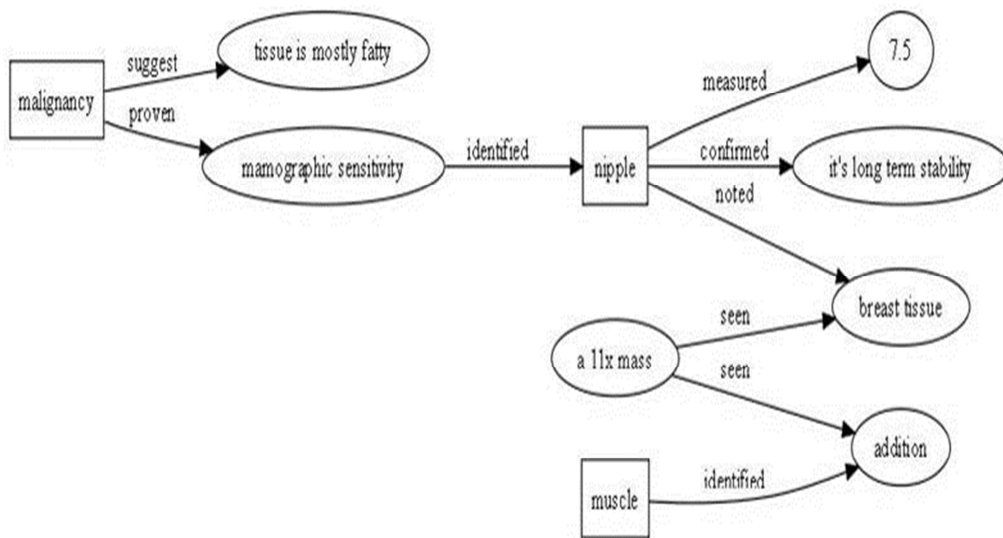 tissue is mostly fatty
suggest
malignancy
proven
mamographic sensitivity
identified
nipple
measured
7.5
confirmed
it's long term stability
noted
breast tissue
seen
a 11x mass
seen
addition
identified
muscle